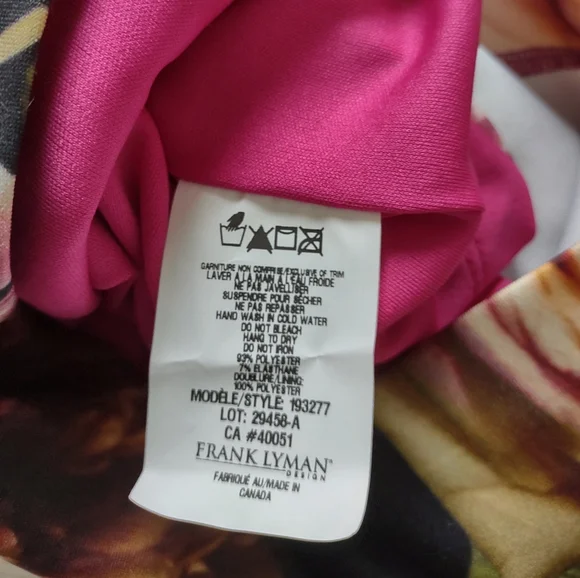 GARNITURE NON COMPRISE/EXCLUSIVE OF TRIM
LAVER A LA MAIN A L'EAU FROIDE
NE PAS JAVELLISER
SUSPENDRE POUR SÉCHER
NE PAS REPASSER
HAND WASH IN COLD WATER
DO NOT BLEACH
HANG TO DRY
DO NOT IRON
93% POLYESTER
7% ELASTHANE
DOUBLURE/LINING:
100% POLYESTER
MODÈLE/STYLE: 193277
LOT: 29458-A
CA #40051
FRANK LYMAN™
DESIGN
FABRIQUÉ AU/MADE IN
CANADA